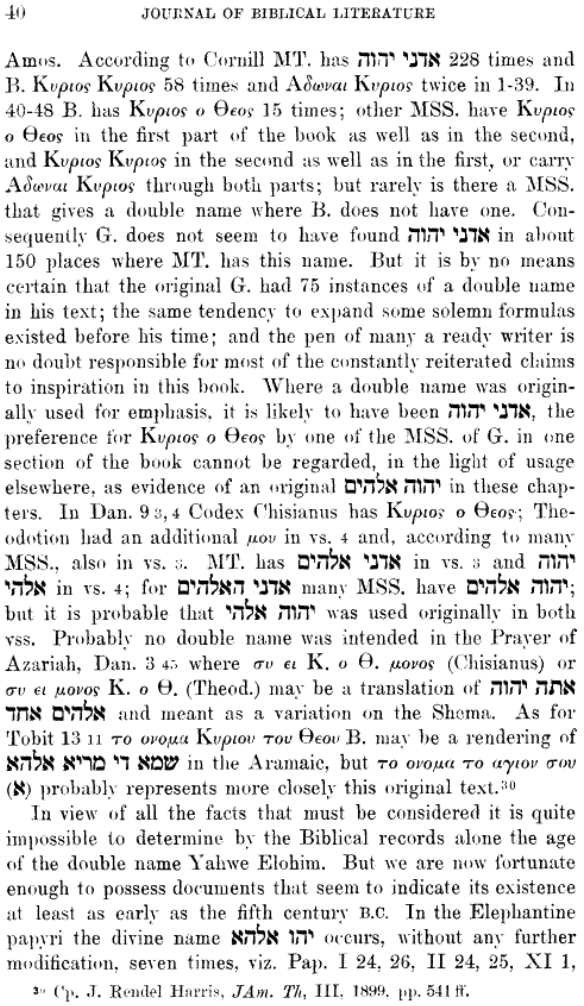 40 JOURNAL OF BIBLICAL LITERATURE
Amos. According to Cornill MT. has אדני יהוה 228 times and
B. Κυριος Κυριος 58 times and Αδωναι Κυριος twice in 1-39. In
40-48 B. has Κυριος ο Θεος 15 times; other MSS. have Κυριος
ο Θεος in the first part of the book as well as in the second,
and Κυριος Κυριος in the second as well as in the first, or carry
Αδωναι Κυριος through both parts; but rarely is there a MSS.
that gives a double name where B. does not have one. Con-
sequently G. does not seem to have found אדני יהוה in about
150 places where MT. has this name. But it is by no means
certain that the original G. had 75 instances of a double name
in his text; the same tendency to expand some solemn formulas
existed before his time; and the pen of many a ready writer is
no doubt responsible for most of the constantly reiterated claims
to inspiration in this book. Where a double name was origin-
ally used for emphasis, it is likely to have been אדני יהוה, the
preference for Κυριος ο Θεος by one of the MSS. of G. in one
section of the book cannot be regarded, in the light of usage
elsewhere, as evidence of an original יהוה אלהים in these chap-
ters. In Dan. 9 3, 4 Codex Chisianus has Κυριος ο Θεος; The-
odotion had an additional μου in vs. 4 and, according to many
MSS., also in vs. 3. MT. has אדני אלהים in vs. 3 and יהוה
אלהי in vs. 4; for אדני האלהים many MSS. have יהוה אלהים;
but it is probable that יהוה אלהי was used originally in both
vss. Probably no double name was intended in the Prayer of
Azariah, Dan. 3 45 where συ ει Κ. ο Θ. μονος (Chisianus) or
συ ει μονος Κ. ο Θ. (Theod.) may be a translation of אתה יהוה
אלהים אחד and meant as a variation on the Shema. As for
Tobit 13 11 το ονομα Κυριου του Θεου B. may be a rendering of
שמא די מריא אלהא in the Aramaic, but το ονομα το αγιον σου
(א) probably represents more closely this original text.³⁰
In view of all the facts that must be considered it is quite
impossible to determine by the Biblical records alone the age
of the double name Yahwe Elohim. But we are now fortunate
enough to possess documents that seem to indicate its existence
at least as early as the fifth century B.C. In the Elephantine
papyri the divine name יהו אלהא occurs, without any further
modification, seven times, viz. Pap. I 24, 26, II 24, 25, XI 1,
³⁰ Cp. J. Rendel Harris, JAm. Th, III, 1899, pp. 541 ff.